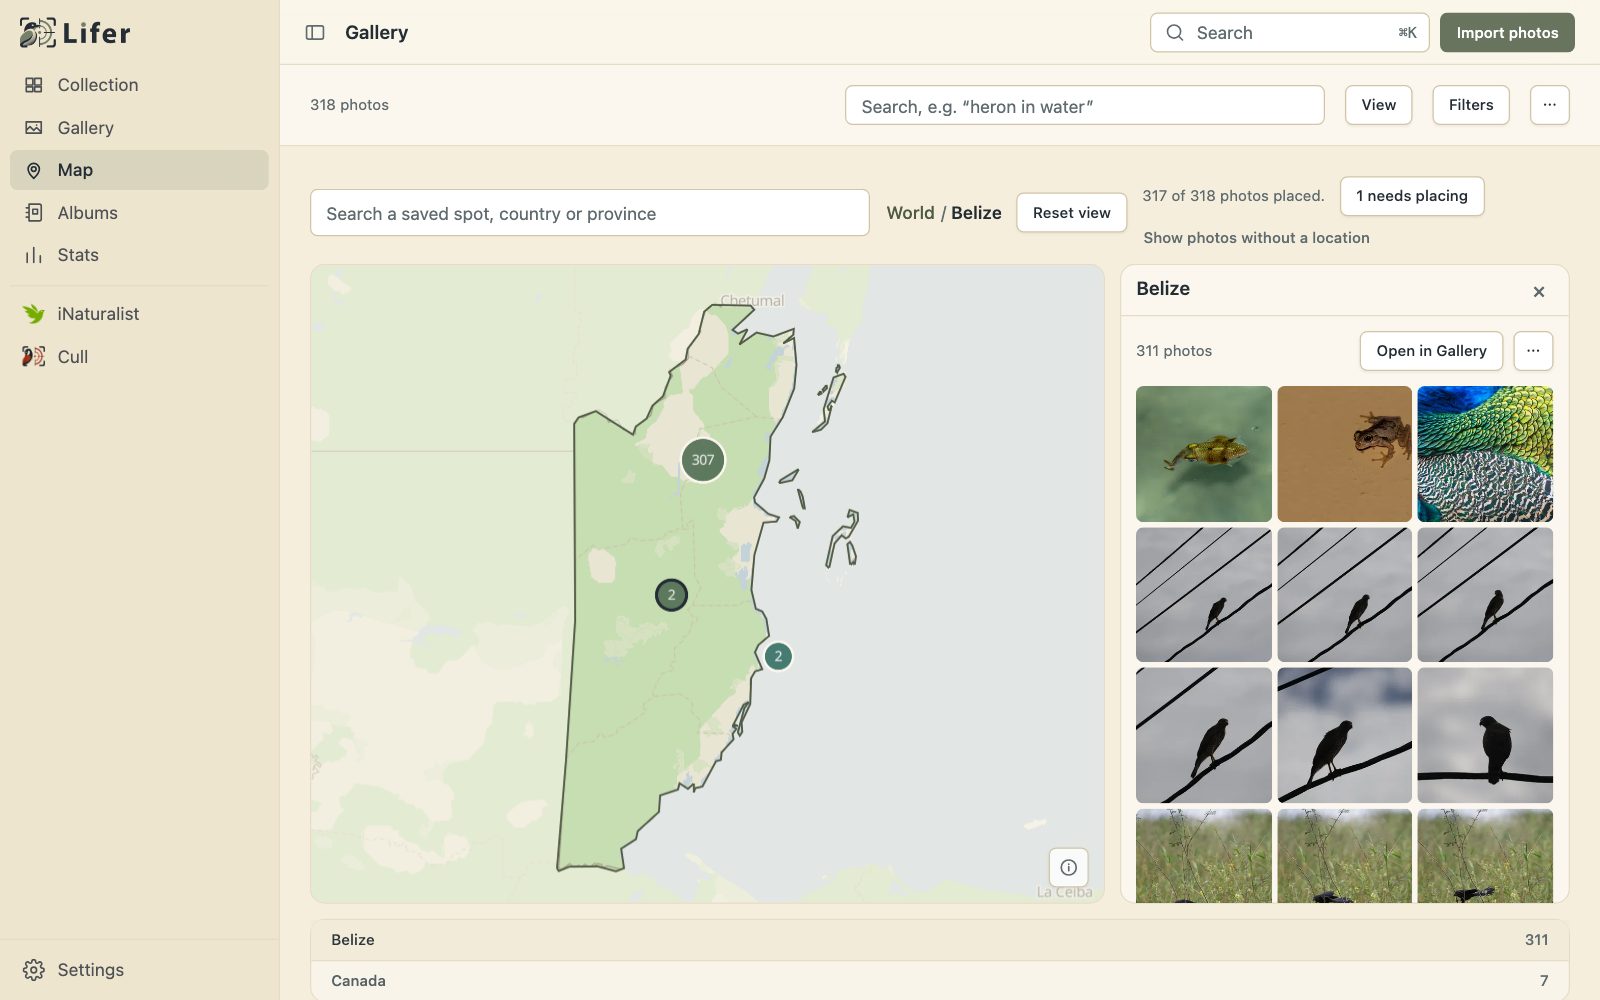 Lifer
Collection
Gallery
Map
Albums
Stats
iNaturalist
Cull
Settings
Gallery
Search ⌘K
Import photos
318 photos
Search, e.g. “heron in water”
View
Filters
...
Search a saved spot, country or province
World / Belize
Reset view
317 of 318 photos placed.
1 needs placing
Show photos without a location
Chetumal
307
2
2
La Ceiba
Belize
311 photos
Open in Gallery
...
Belize 311
Canada 7